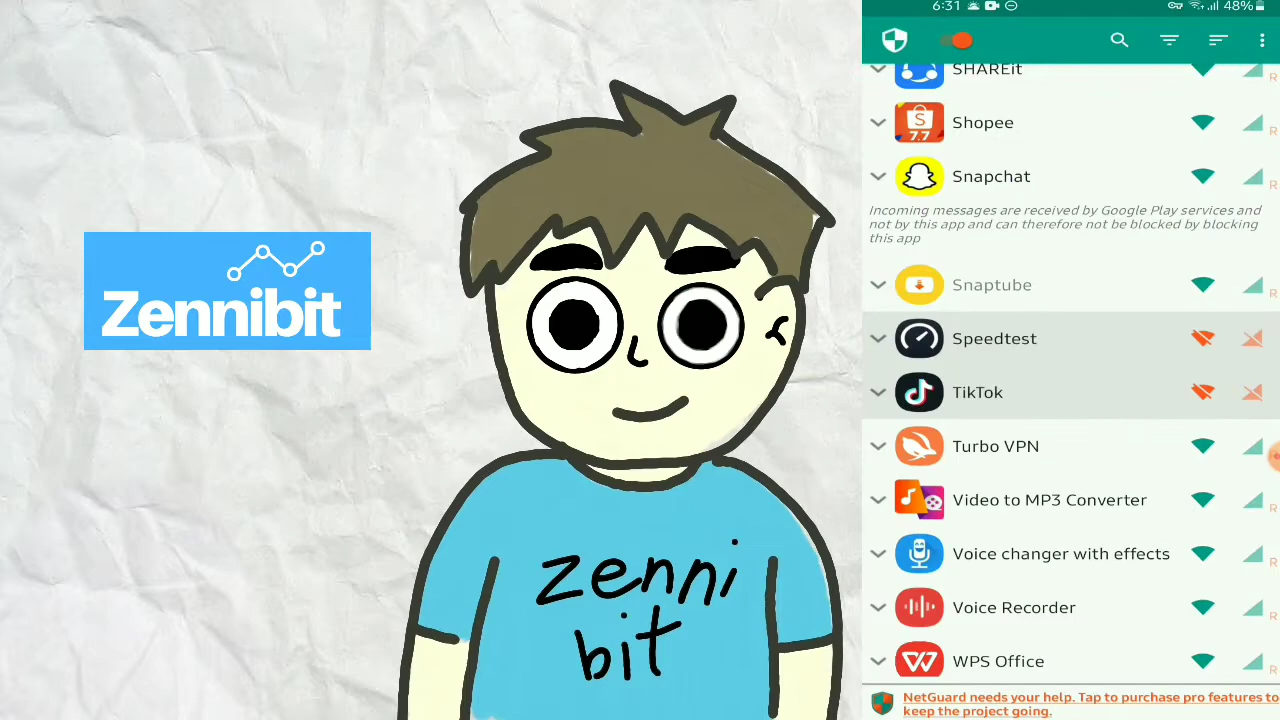 Zennibit
zenni
bit
6:31
48%
SHAREit
Shopee
7.7
Snapchat
Incoming messages are received by Google Play services and
not by this app and can therefore not be blocked by blocking
this app
Snaptube
Speedtest
TikTok
Turbo VPN
Video to MP3 Converter
Voice changer with effects
Voice Recorder
WPS Office
NetGuard needs your help. Tap to purchase pro features to
keep the project going.